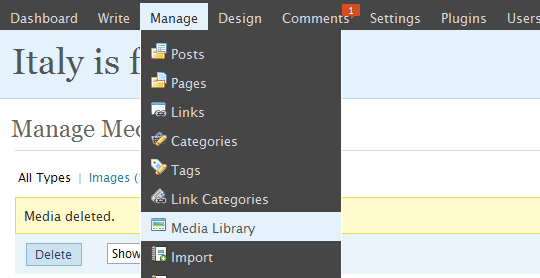 Dashboard Write Manage Design Comments 1 Settings Plugins Users
Italy is f
Posts
Pages
Links
Manage Med
Categories
Tags
All Types | Images (
Link Categories
Media deleted.
Media Library
Delete Show
Import